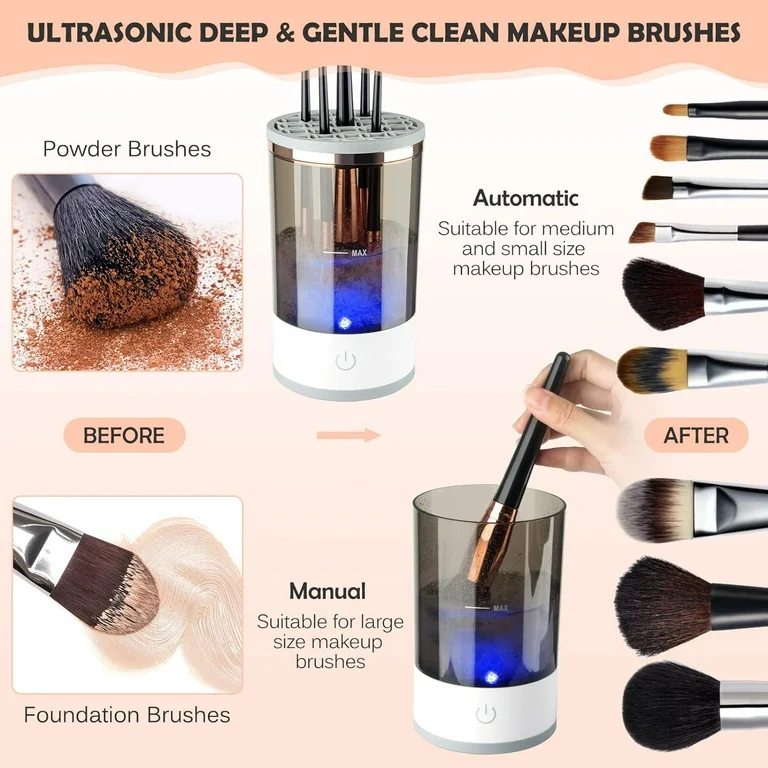 ULTRASONIC DEEP & GENTLE CLEAN MAKEUP BRUSHES
Powder Brushes
MAX
Automatic
Suitable for medium
and small size
makeup brushes
BEFORE
AFTER
Manual
Suitable for large
size makeup
brushes
MAX
Foundation Brushes